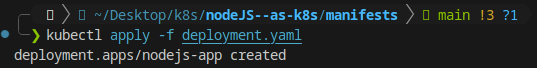 ~/Desktop/k8s/nodeJS--as-k8s/manifests main !3 ?1
❯ kubectl apply -f deployment.yaml
deployment.apps/nodejs-app created